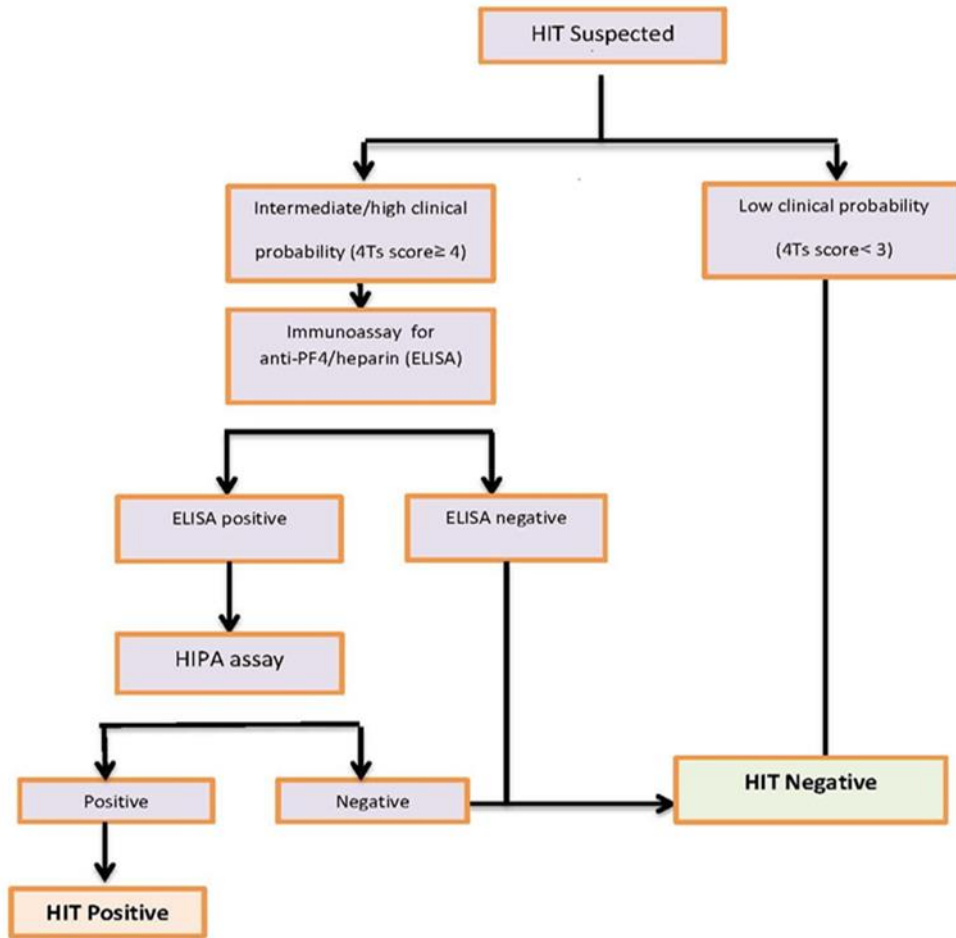 HIT Suspected
Intermediate/high clinical
probability (4Ts score≥ 4)
Low clinical probability
(4Ts score< 3)
Immunoassay for
anti-PF4/heparin (ELISA)
ELISA positive
ELISA negative
HIPA assay
Positive
Negative
HIT Negative
HIT Positive